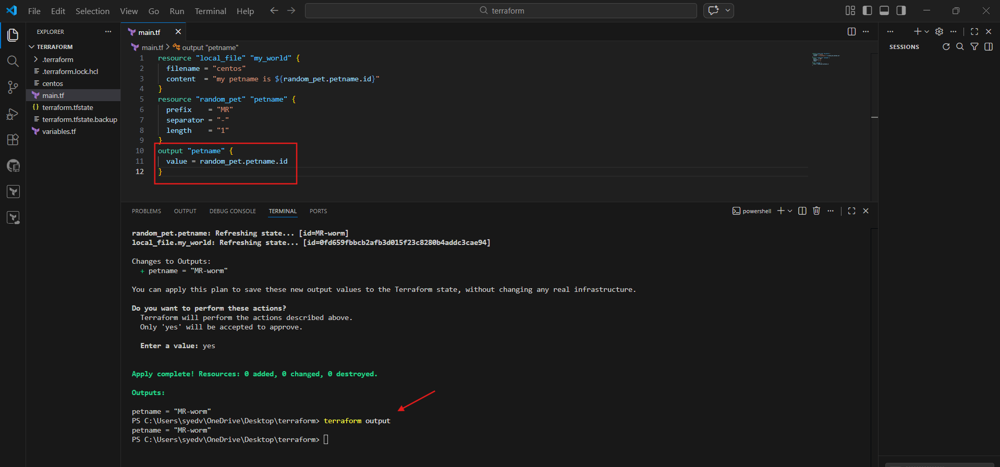 File Edit Selection View Go Run Terminal Help
terraform
EXPLORER
TERRAFORM
.terraform
.terraform.lock.hcl
centos
main.tf
terraform.tfstate
terraform.tfstate.backup
variables.tf
main.tf
main.tf > output "petname"
1 resource "local_file" "my_world" {
2 filename = "centos"
3 content  = "my petname is ${random_pet.petname.id}"
4 }
5 resource "random_pet" "petname" {
6 prefix    = "MR"
7 separator = "-"
8 length    = "1"
9 }
10 output "petname" {
11 value = random_pet.petname.id
12 }
SESSIONS
PROBLEMS OUTPUT DEBUG CONSOLE TERMINAL PORTS
powershell
random_pet.petname: Refreshing state... [id=MR-worm]
local_file.my_world: Refreshing state... [id=0fd659fbbcb2afb3d015f23c8280b4addc3cae94]
Changes to Outputs:
+ petname = "MR-worm"
You can apply this plan to save these new output values to the Terraform state, without changing any real infrastructure.
Do you want to perform these actions?
Terraform will perform the actions described above.
Only 'yes' will be accepted to approve.
Enter a value: yes
Apply complete! Resources: 0 added, 0 changed, 0 destroyed.
Outputs:
petname = "MR-worm"
PS C:\Users\syedv\OneDrive\Desktop\terraform> terraform output
petname = "MR-worm"
PS C:\Users\syedv\OneDrive\Desktop\terraform>